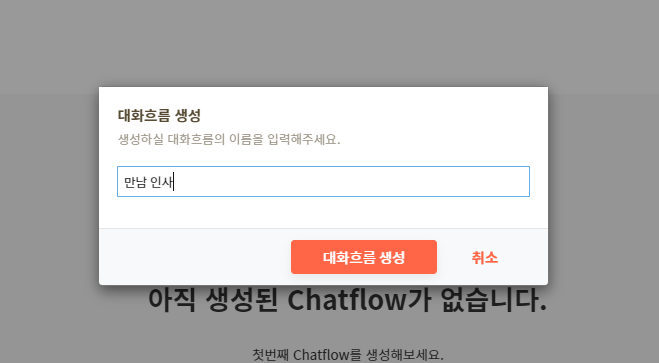 대화흐름 생성
생성하실 대화흐름의 이름을 입력해주세요.
만남 인사
대화흐름 생성 취소
아직 생성된 Chatflow가 없습니다.
첫번째 Chatflow를 생성해보세요.